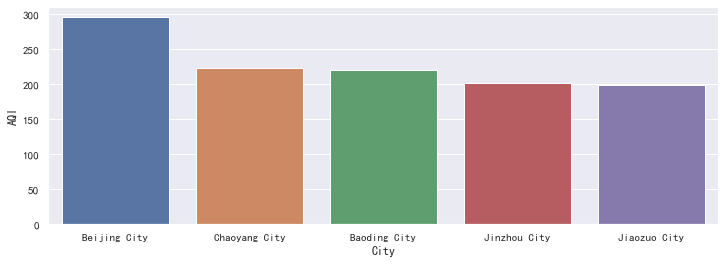 300
250
200
150
100
50
0
AQI
Beijing City
Chaoyang City
Baoding City
Jinzhou City
Jiaozuo City
City